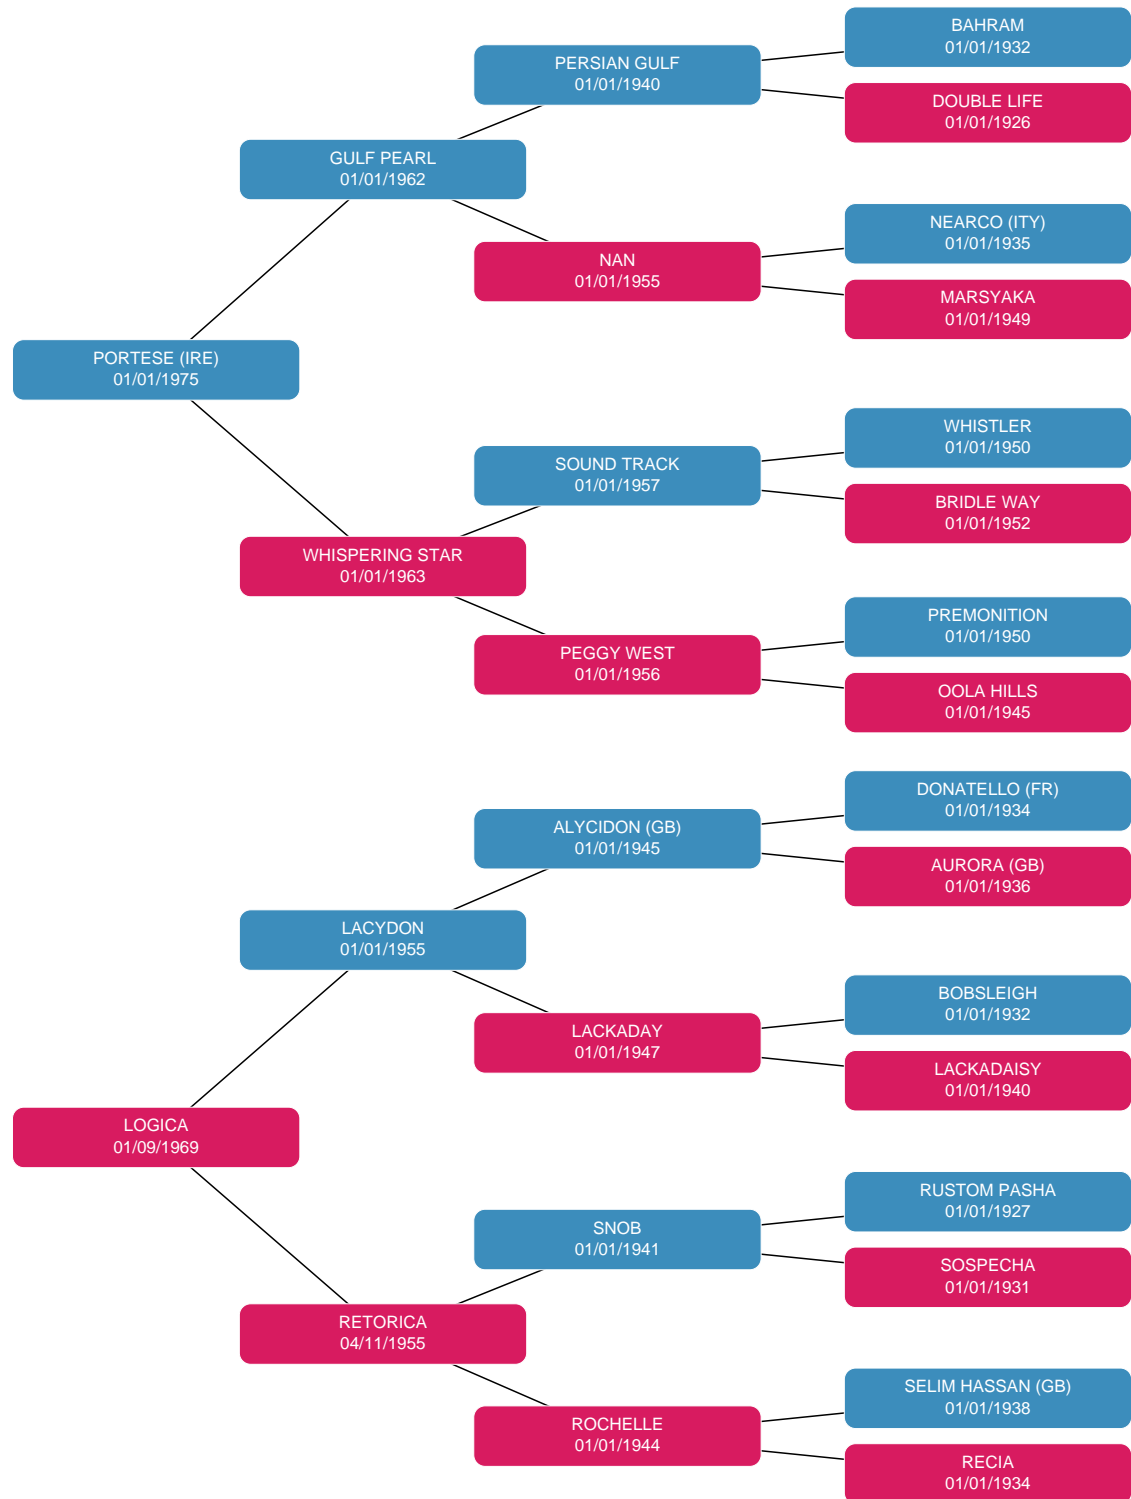 BAHRAM
01/01/1932
PERSIAN GULF
01/01/1940
DOUBLE LIFE
01/01/1926
GULF PEARL
01/01/1962
NEARCO (ITY)
01/01/1935
NAN
01/01/1955
MARSYAKA
01/01/1949
PORTESE (IRE)
01/01/1975
WHISTLER
01/01/1950
SOUND TRACK
01/01/1957
BRIDLE WAY
01/01/1952
WHISPERING STAR
01/01/1963
PREMONITION
01/01/1950
PEGGY WEST
01/01/1956
OOLA HILLS
01/01/1945
DONATELLO (FR)
01/01/1934
ALYCIDON (GB)
01/01/1945
AURORA (GB)
01/01/1936
LACYDON
01/01/1955
BOBSLEIGH
01/01/1932
LACKADAY
01/01/1947
LACKADAISY
01/01/1940
LOGICA
01/09/1969
RUSTOM PASHA
01/01/1927
SNOB
01/01/1941
SOSPECHA
01/01/1931
RETORICA
04/11/1955
SELIM HASSAN (GB)
01/01/1938
ROCHELLE
01/01/1944
RECIA
01/01/1934